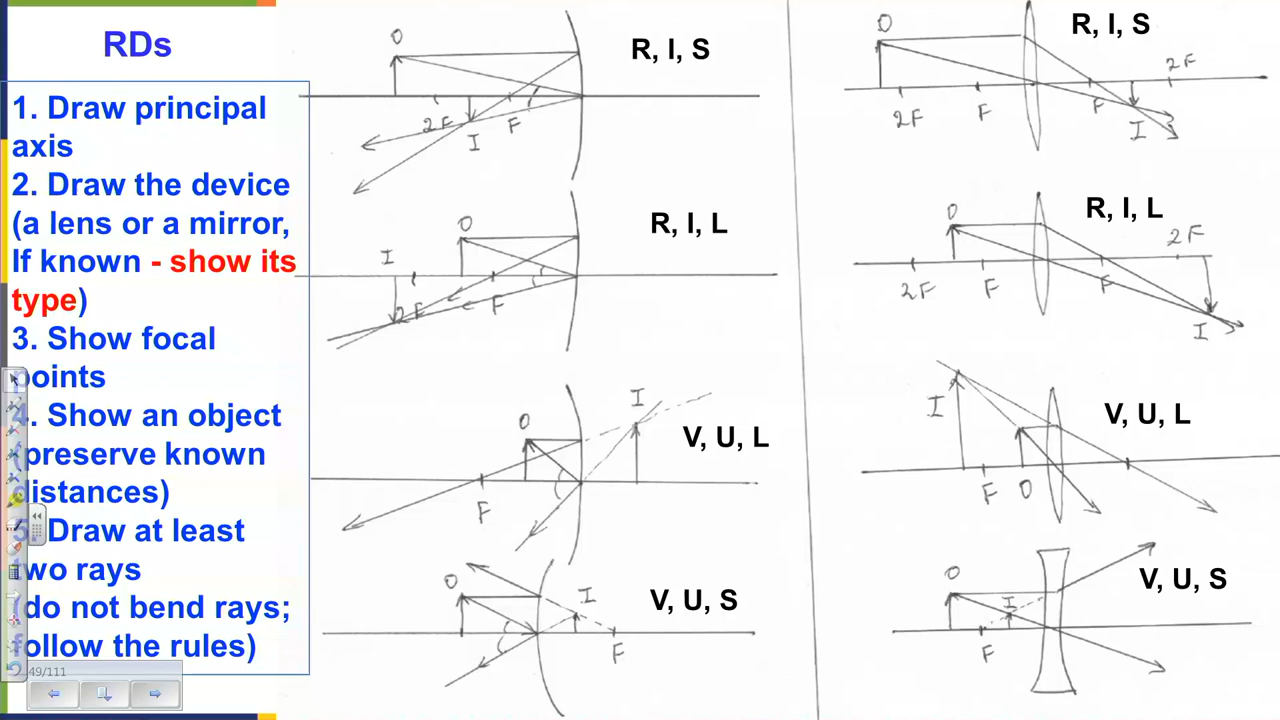 RDs
1. Draw principal
axis
2. Draw the device
(a lens or a mirror,
If known - show its
type)
3. Show focal
points
4. Show an object
(preserve known
distances)
5. Draw at least
two rays
(do not bend rays;
follow the rules)
49/111
O
R, I, S
2F
I
F
O
R, I, L
I
2F
F
O
I
V, U, L
F
O
I
V, U, S
F
O
R, I, S
2F
2F
F
F
I
O
R, I, L
2F
2F
F
F
I
I
V, U, L
F
O
O
V, U, S
I
F